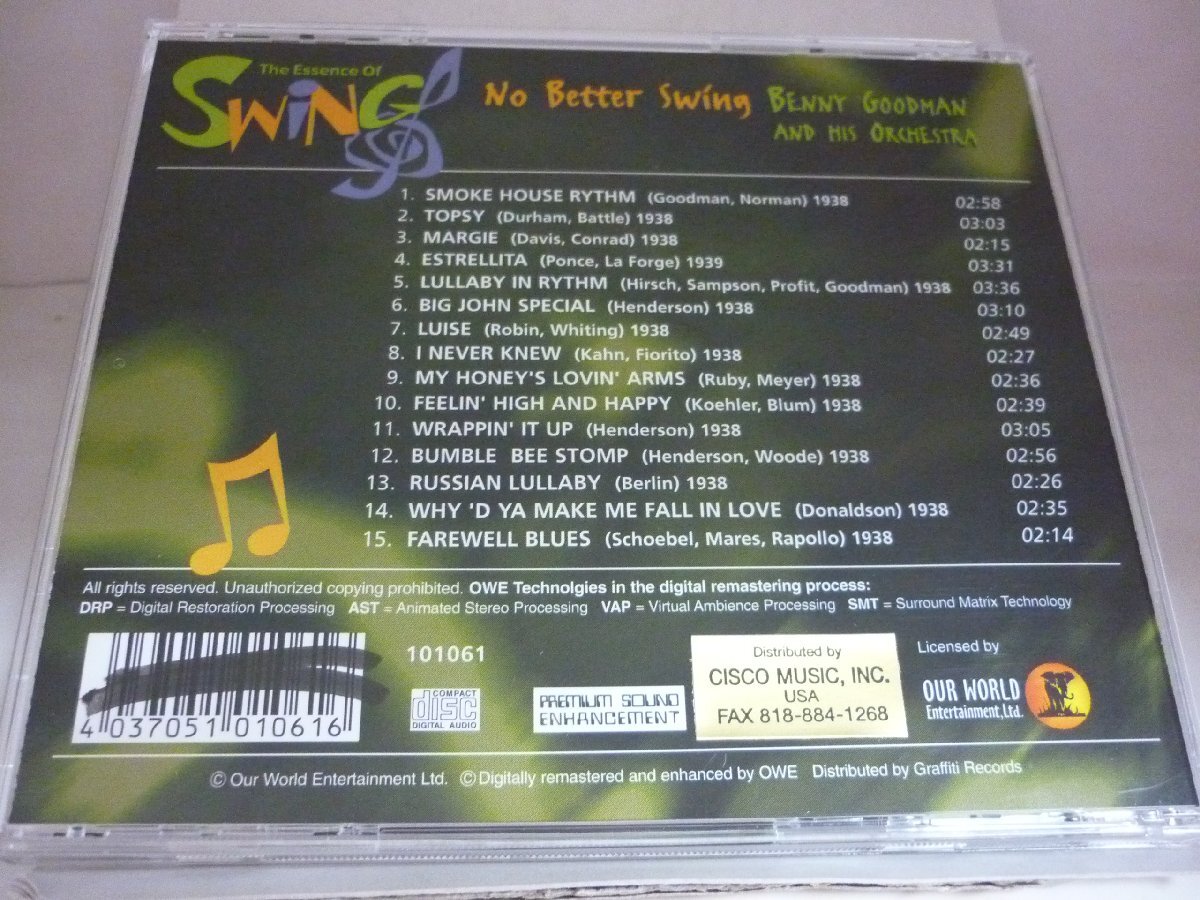 The Essence Of
SWiNG
No Better Swing BENNY GOODMAN
AND HIS ORCHESTRA
1. SMOKE HOUSE RYTHM (Goodman, Norman) 1938 02:58
2. TOPSY (Durham, Battle) 1938 03:03
3. MARGIE (Davis, Conrad) 1938 02:15
4. ESTRELLITA (Ponce, La Forge) 1939 03:31
5. LULLABY IN RYTHM (Hirsch, Sampson, Profit, Goodman) 1938 03:36
6. BIG JOHN SPECIAL (Henderson) 1938 03:10
7. LUISE (Robin, Whiting) 1938 02:49
8. I NEVER KNEW (Kahn, Fiorito) 1938 02:27
9. MY HONEY'S LOVIN' ARMS (Ruby, Meyer) 1938 02:36
10. FEELIN' HIGH AND HAPPY (Koehler, Blum) 1938 02:39
11. WRAPPIN' IT UP (Henderson) 1938 03:05
12. BUMBLE BEE STOMP (Henderson, Woode) 1938 02:56
13. RUSSIAN LULLABY (Berlin) 1938 02:26
14. WHY 'D YA MAKE ME FALL IN LOVE (Donaldson) 1938 02:35
15. FAREWELL BLUES (Schoebel, Mares, Rapollo) 1938 02:14
All rights reserved. Unauthorized copying prohibited. OWE Technolgies in the digital remastering process:
DRP = Digital Restoration Processing AST = Animated Stereo Processing VAP = Virtual Ambience Processing SMT = Surround Matrix Technology
4 037051 010616
101061
COMPACT
disc
DIGITAL AUDIO
PREMIUM SOUND
ENHANCEMENT
Distributed by
CISCO MUSIC, INC.
USA
FAX 818-884-1268
Licensed by
OUR WORLD
Entertainment,Ltd.
© Our World Entertainment Ltd. ©Digitally remastered and enhanced by OWE Distributed by Graffiti Records